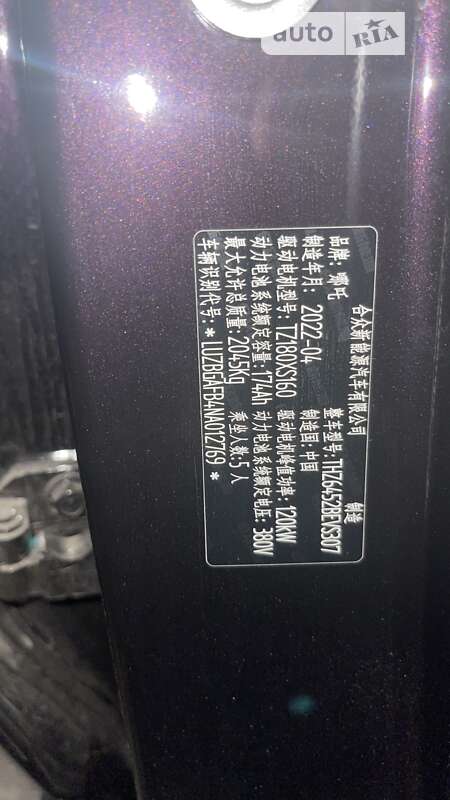 auto RIA
合众新能源汽车有限公司 制造
品牌: 哪吒 整车型号: THZ6452BEVS307
制造年月: 2022-04 制造国: 中国
驱动电机型号: TZ180XS160 驱动电机峰值功率: 120kW
动力电池系统额定容量: 174Ah 动力电池系统额定电压: 380V
最大允许总质量: 2045Kg 乘坐人数: 5 人
车辆识别代号: * LUZBGAFB4NA012769 *